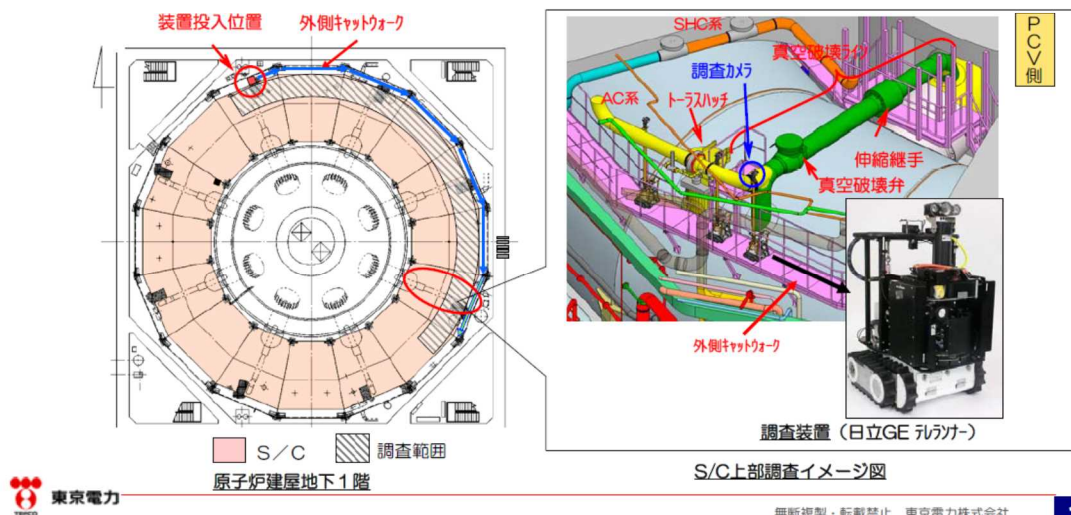 装置投入位置
外側キャットウォーク
S/C
調査範囲
原子炉建屋地下1階
PCV側
SHC系
真空破壊ライン
調査カメラ
AC系
トーラスハッチ
伸縮継手
真空破壊弁
外側キャットウォーク
調査装置(日立GE テレランナー)
S/C上部調査イメージ図
東京電力
TEPCO
無断複製・転載禁止 東京電力株式会社